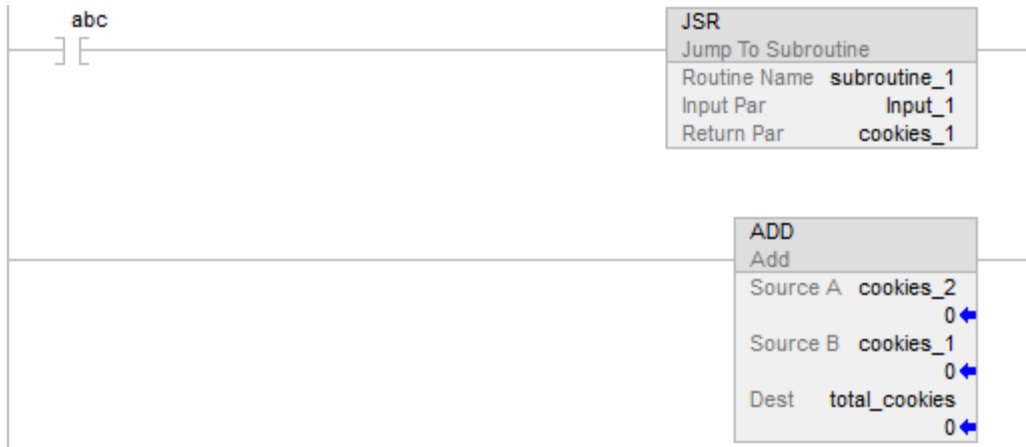 abc
JSR
Jump To Subroutine
Routine Name subroutine_1
Input Par Input_1
Return Par cookies_1
ADD
Add
Source A cookies_2
0
Source B cookies_1
0
Dest total_cookies
0